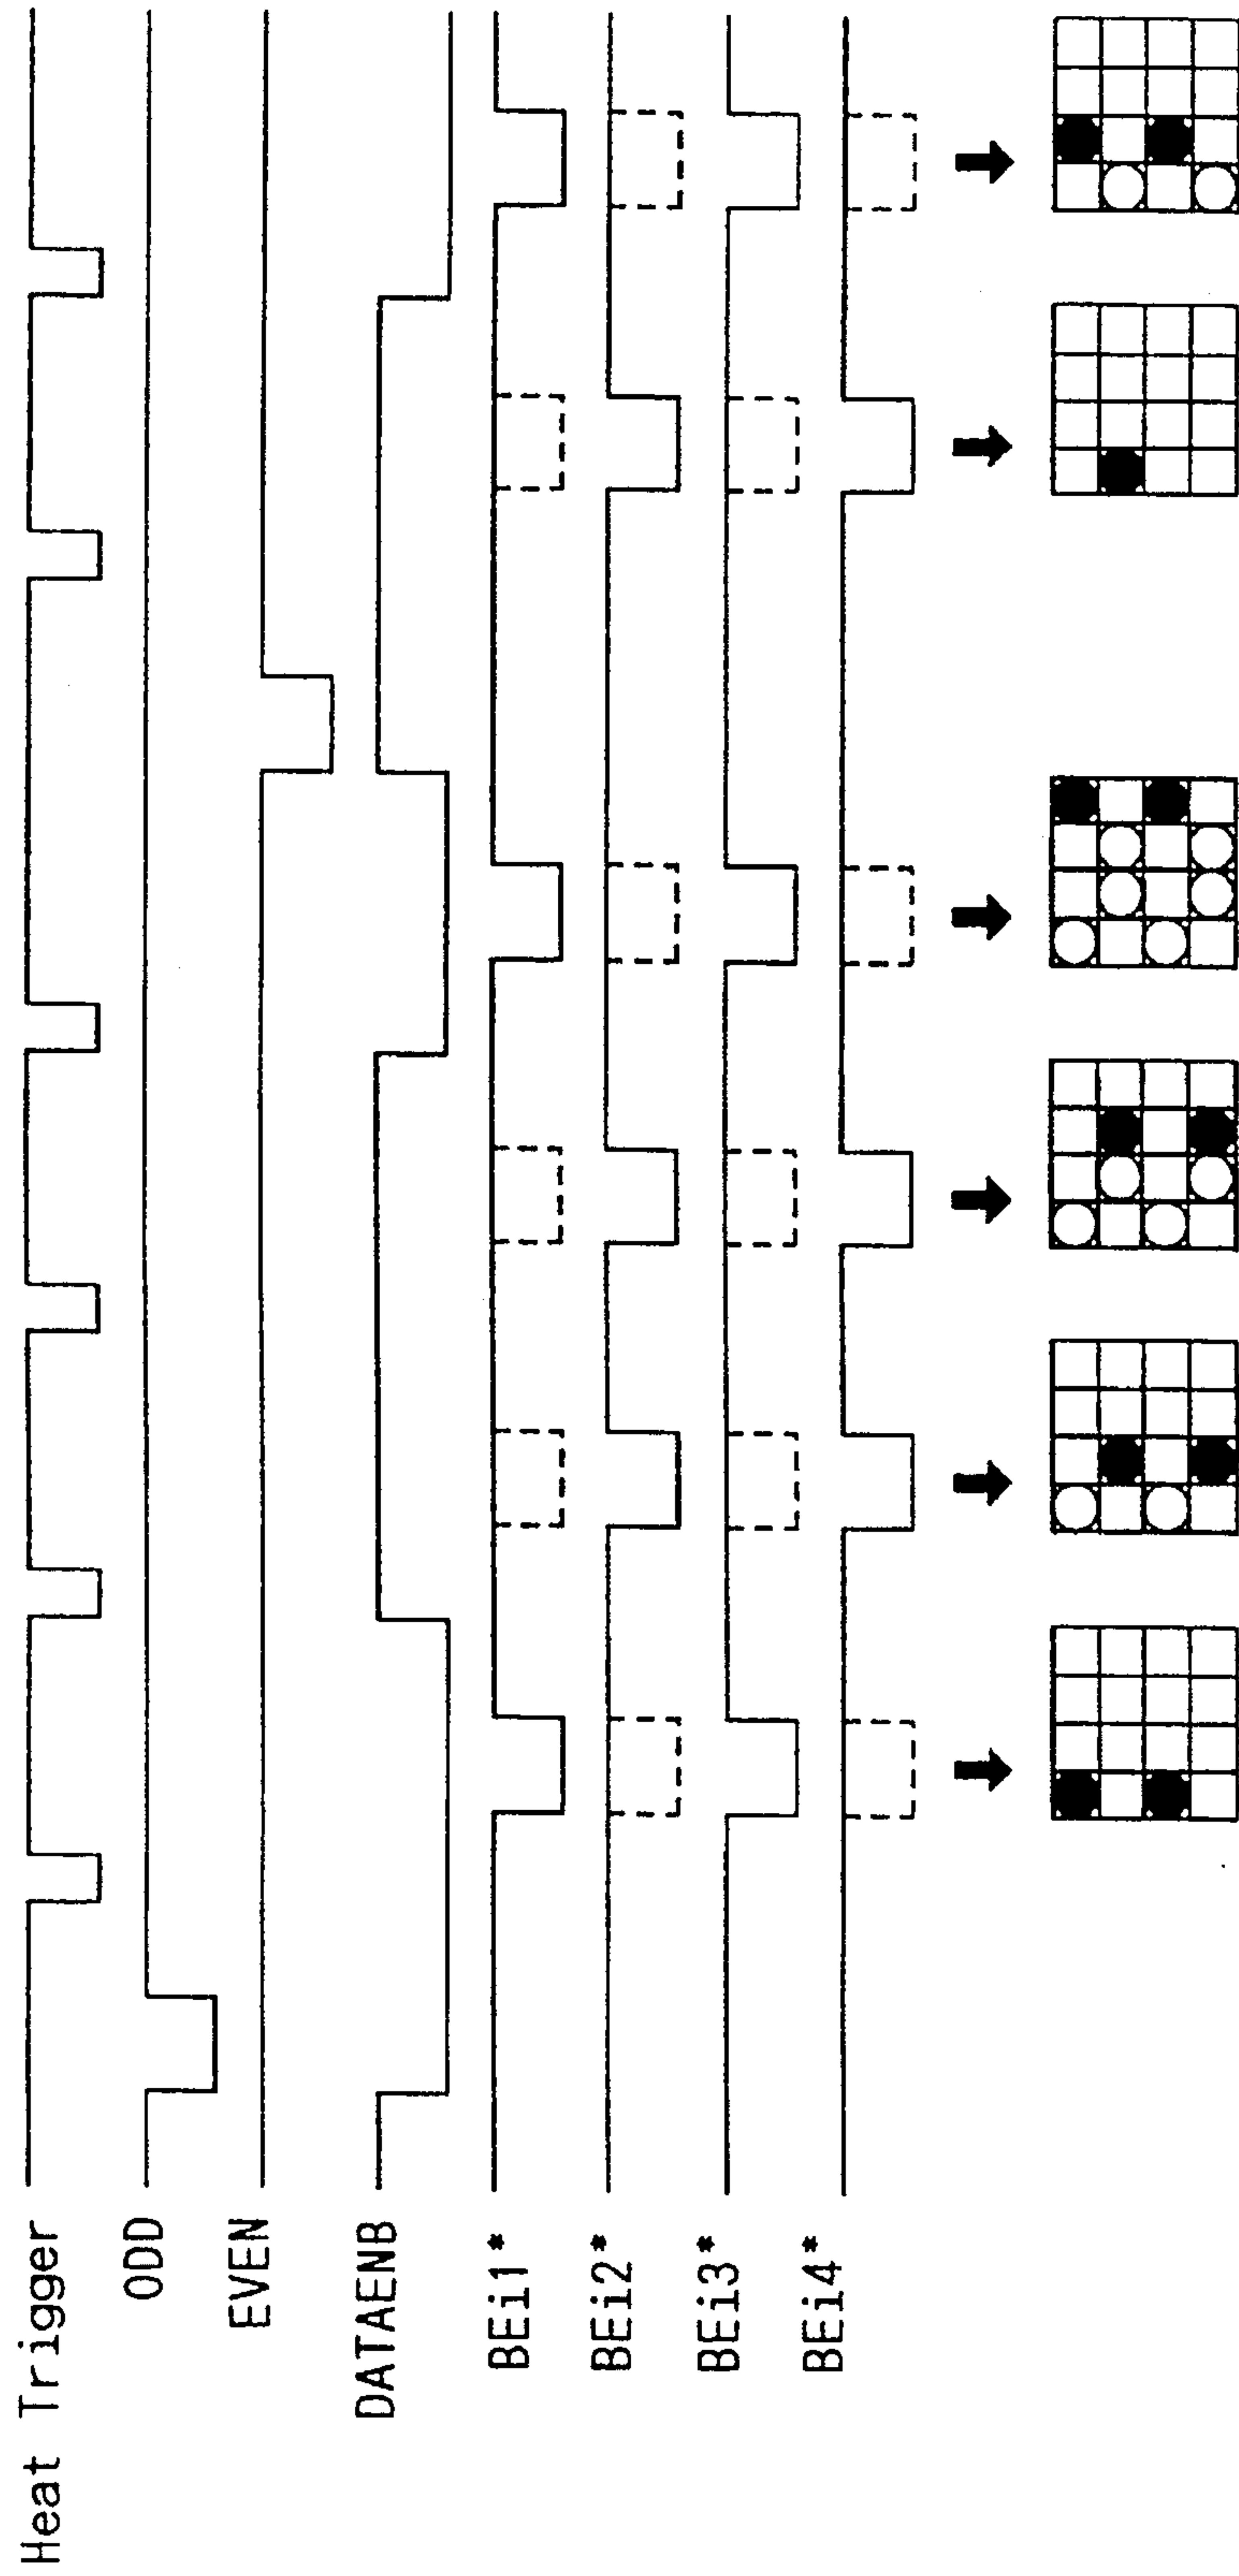 Heat Trigger
ODD
EVEN
DATAENB
BEi1*
BEi2*
BEi3*
BEi4*